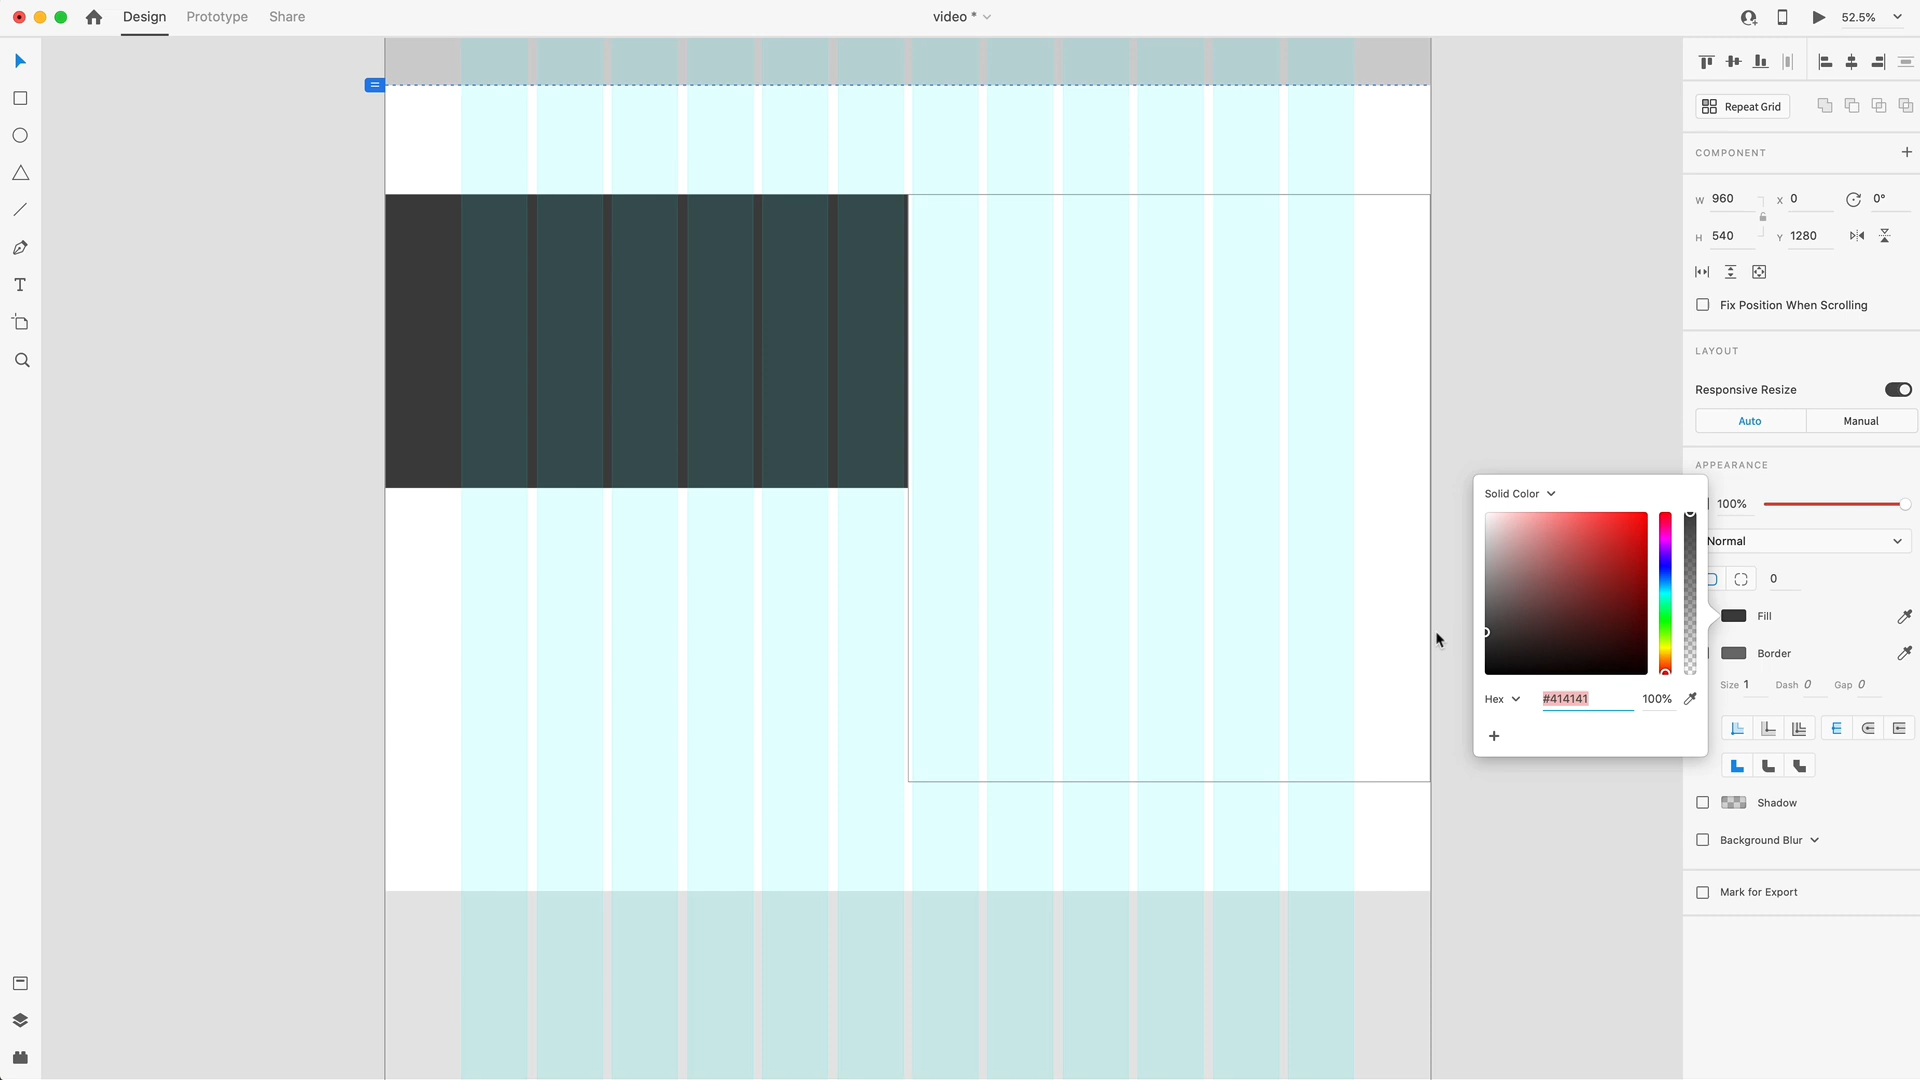 Design
Prototype
Share
video *
52.5%
Repeat Grid
COMPONENT
W 960
X 0
0°
H 540
Y 1280
Fix Position When Scrolling
LAYOUT
Responsive Resize
Auto
Manual
APPEARANCE
Solid Color
100%
Normal
0
Fill
Border
Size 1
Dash 0
Gap 0
Hex
#414141
100%
Shadow
Background Blur
Mark for Export